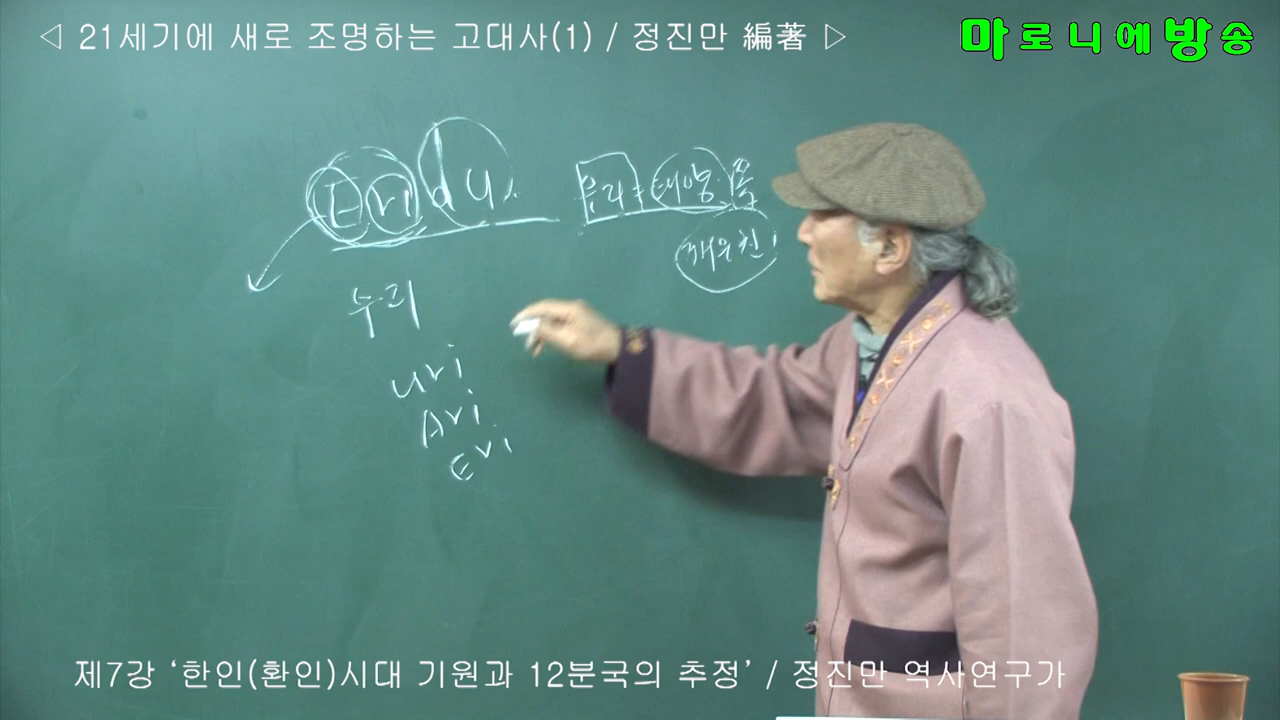 ◁ 21세기에 새로 조명하는 고대사(1) / 정진만 編著 ▷
마로니에방송
Eridu
우리 = 태양
깨우친
누리
uri
Ari
Eri
제7강 ‘한인(환인)시대 기원과 12분국의 추정’ / 정진만 역사연구가